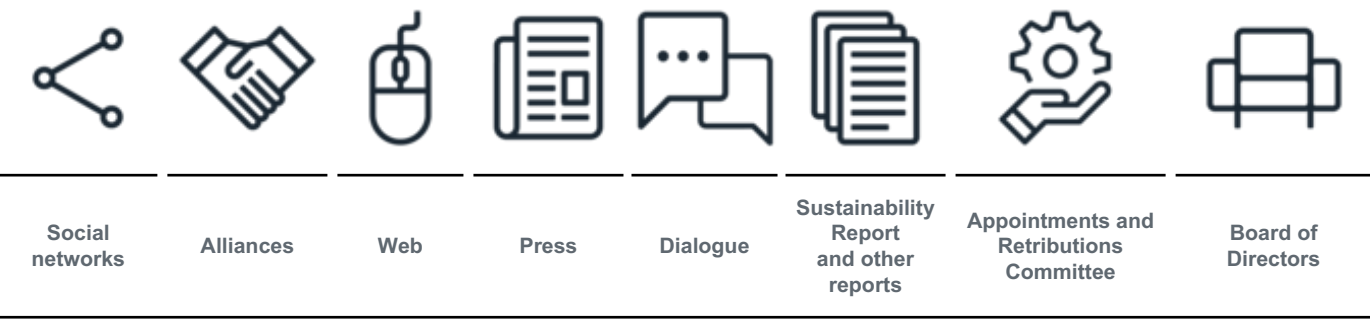 Social
networks
Alliances
Web
Press
Dialogue
Sustainability
Report
and other
reports
Appointments and
Retributions
Committee
Board of
Directors